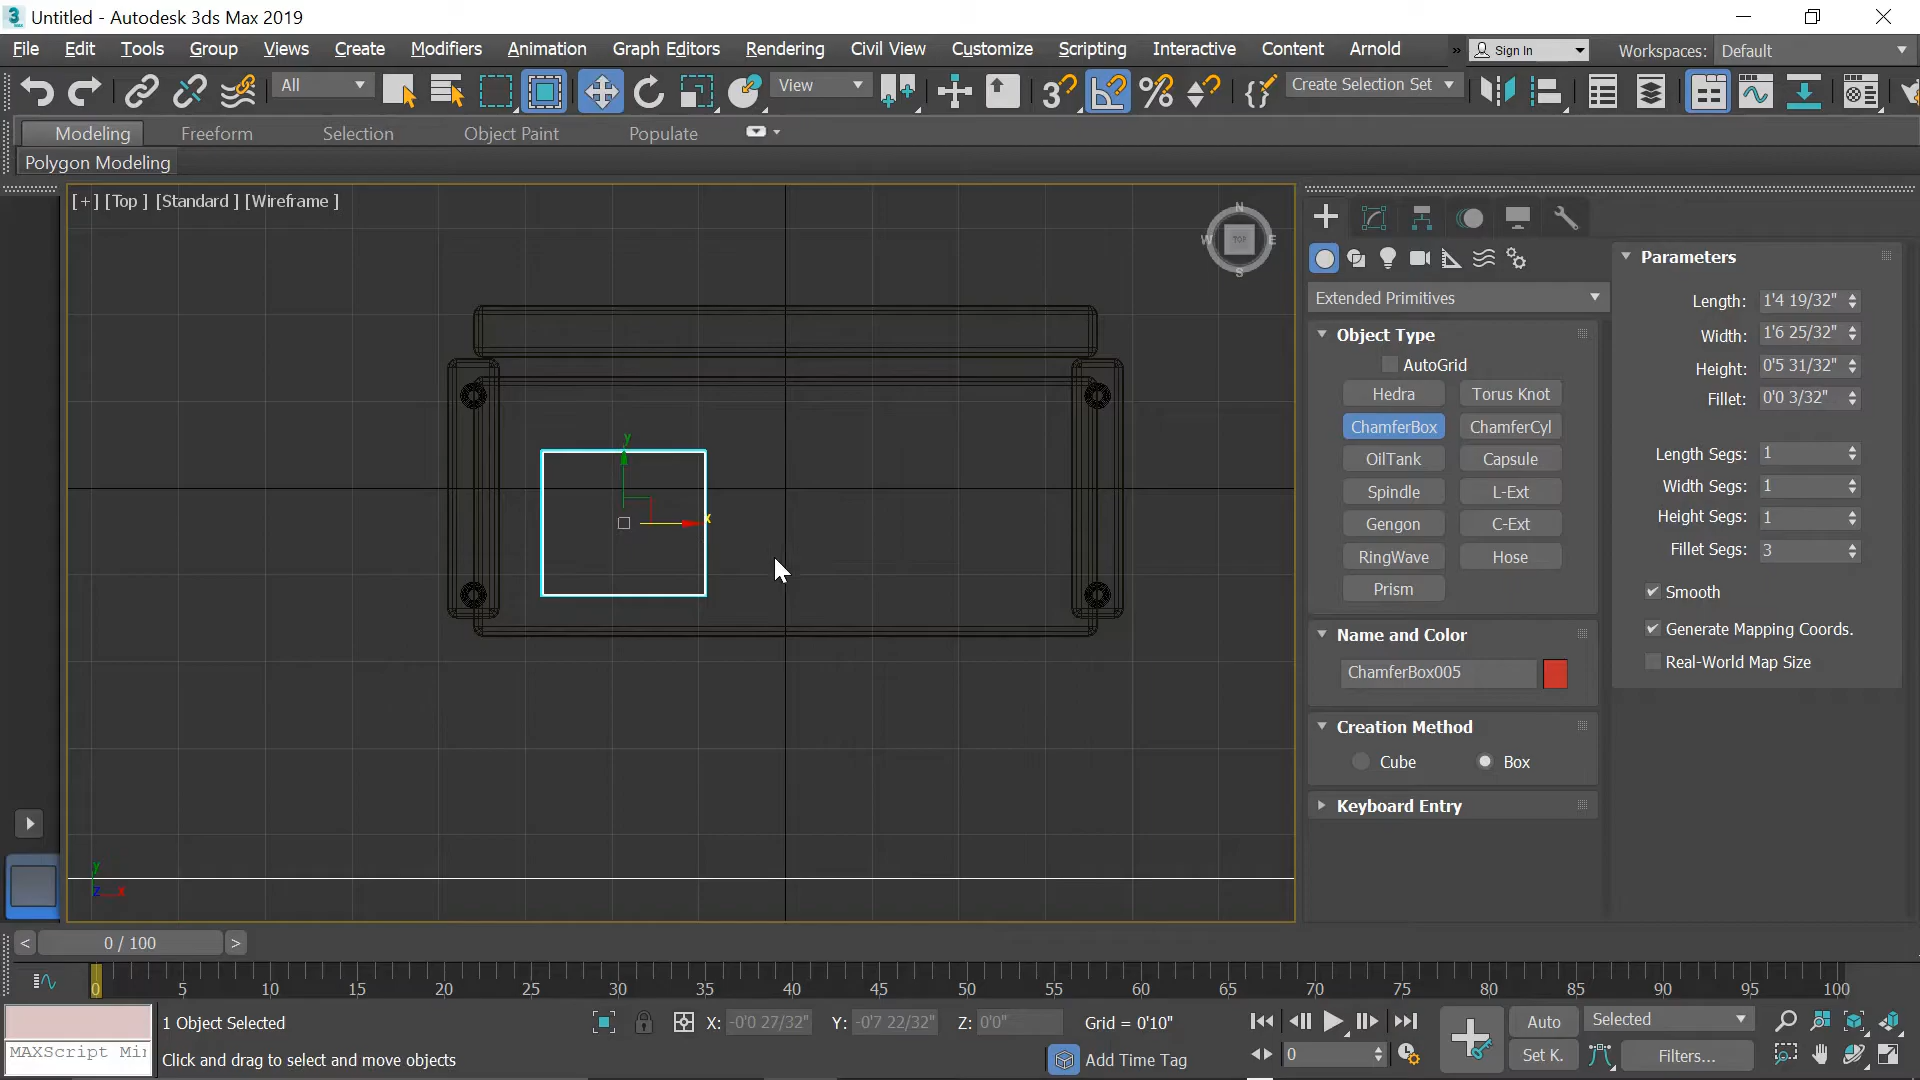 Untitled - Autodesk 3ds Max 2019
File Edit Tools Group Views Create Modifiers Animation Graph Editors Rendering Civil View Customize Scripting Interactive Content Arnold » Sign In Workspaces: Default
All View 3 Create Selection Set
Modeling Freeform Selection Object Paint Populate
Polygon Modeling
[+] [Top ] [Standard ] [Wireframe ]
N
W TOP E
S
y
x
y
z x
Extended Primitives
Object Type
AutoGrid
Hedra Torus Knot
ChamferBox ChamferCyl
OilTank Capsule
Spindle L-Ext
Gengon C-Ext
RingWave Hose
Prism
Name and Color
ChamferBox005
Creation Method
Cube Box
Keyboard Entry
Parameters
Length: 1'4 19/32"
Width: 1'6 25/32"
Height: 0'5 31/32"
Fillet: 0'0 3/32"
Length Segs: 1
Width Segs: 1
Height Segs: 1
Fillet Segs: 3
Smooth
Generate Mapping Coords.
Real-World Map Size
< 0 / 100 >
0 5 10 15 20 25 30 35 40 45 50 55 60 65 70 75 80 85 90 95 100
1 Object Selected X: -0'0 27/32" Y: -0'7 22/32" Z: 0'0" Grid = 0'10" Auto Selected
MAXScript Mir Click and drag to select and move objects Add Time Tag 0 Set K. Filters...